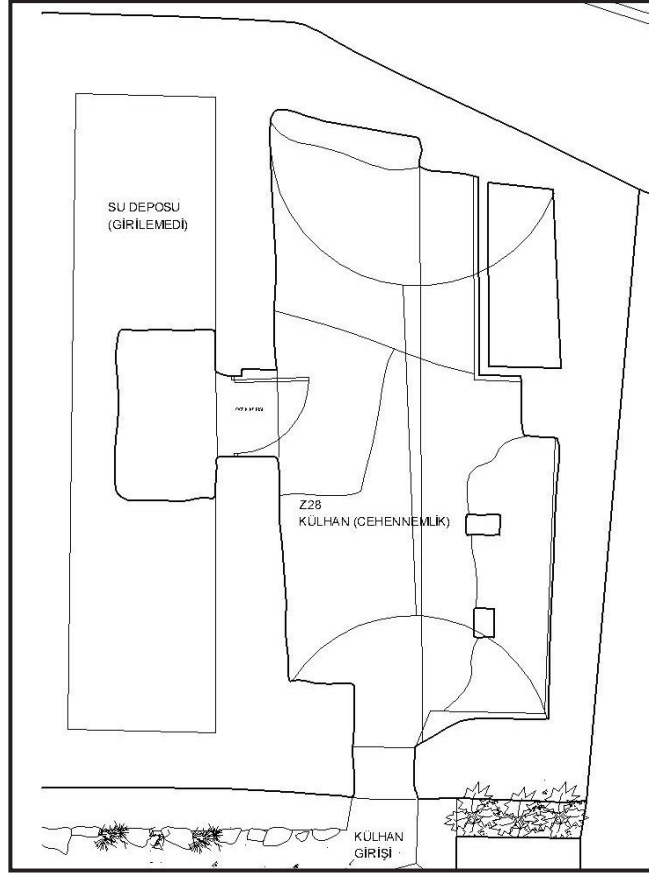 SU DEPOSU
(GİRİLEMEDİ)
Z28
KÜLHAN (CEHENNEMLİK)
KÜLHAN
GİRİŞİ